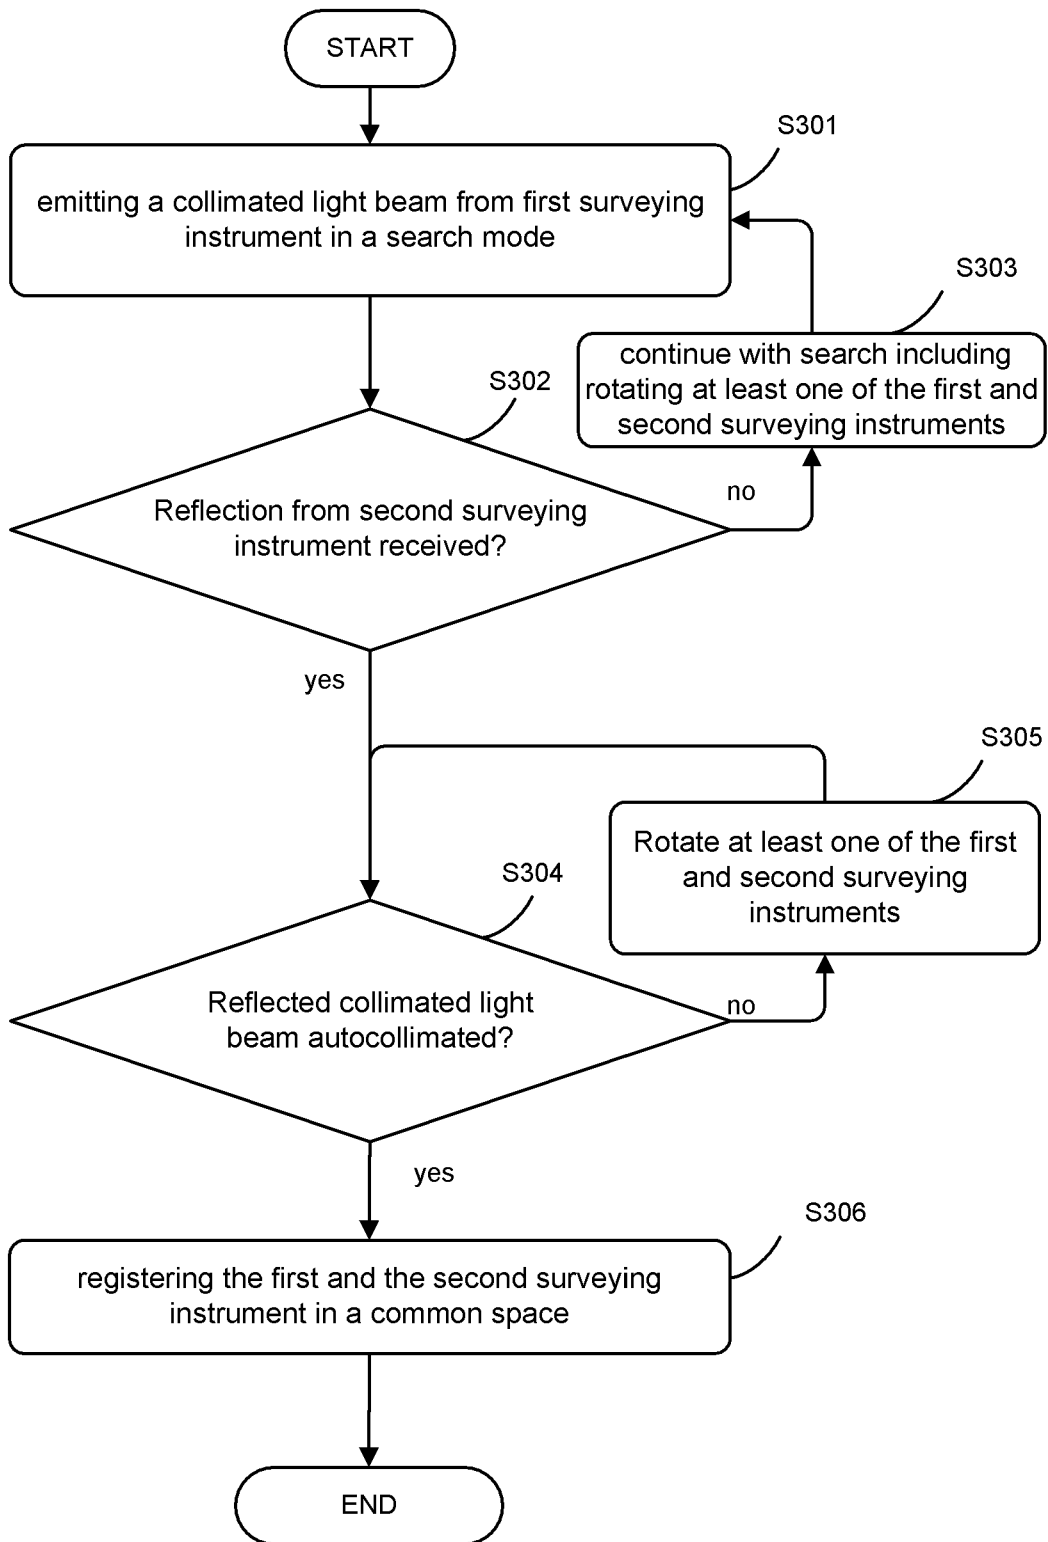 START
S301
emitting a collimated light beam from first surveying
instrument in a search mode
S303
continue with search including
rotating at least one of the first and
second surveying instruments
S302
no
Reflection from second surveying
instrument received?
yes
S305
Rotate at least one of the first
and second surveying
instruments
S304
no
Reflected collimated light
beam autocollimated?
yes
S306
registering the first and the second surveying
instrument in a common space
END